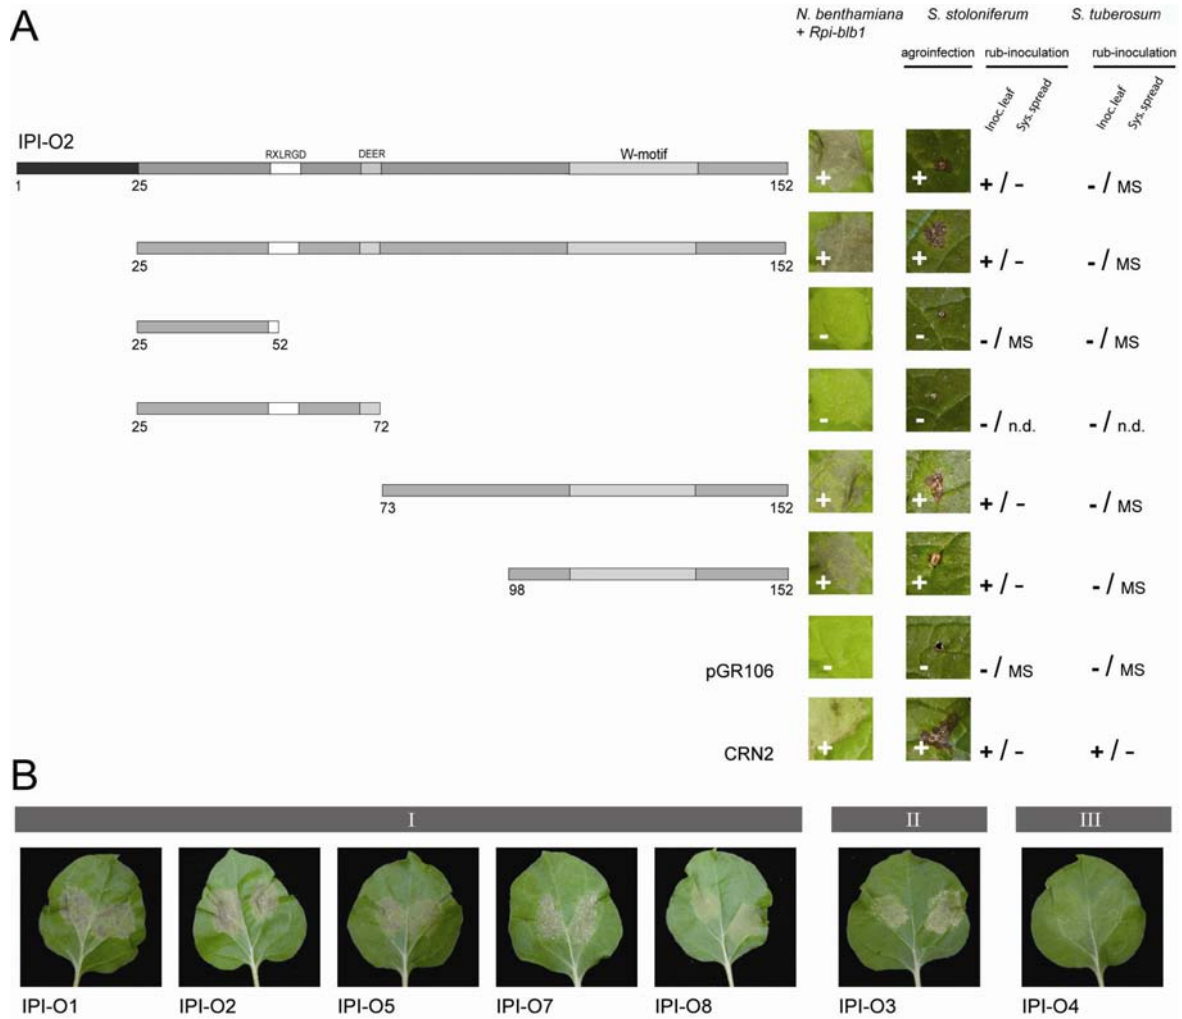 A
N. benthamiana
+ Rpi-blb1
S. stoloniferum
S. tuberosum
agroinfection
rub-inoculation
rub-inoculation
Inoc. leaf
Sys. spread
Inoc. leaf
Sys. spread
IPI-O2
RXLRGD
DEER
W-motif
1
25
152
+
+
+ / -
- / MS
25
152
+
+
+ / -
- / MS
25
52
-
-
- / MS
- / MS
25
72
-
-
- / n.d.
- / n.d.
73
152
+
+
+ / -
- / MS
98
152
+
+
+ / -
- / MS
pGR106
-
-
- / MS
- / MS
CRN2
+
+
+ / -
+ / -
B
I
II
III
IPI-O1
IPI-O2
IPI-O5
IPI-O7
IPI-O8
IPI-O3
IPI-O4